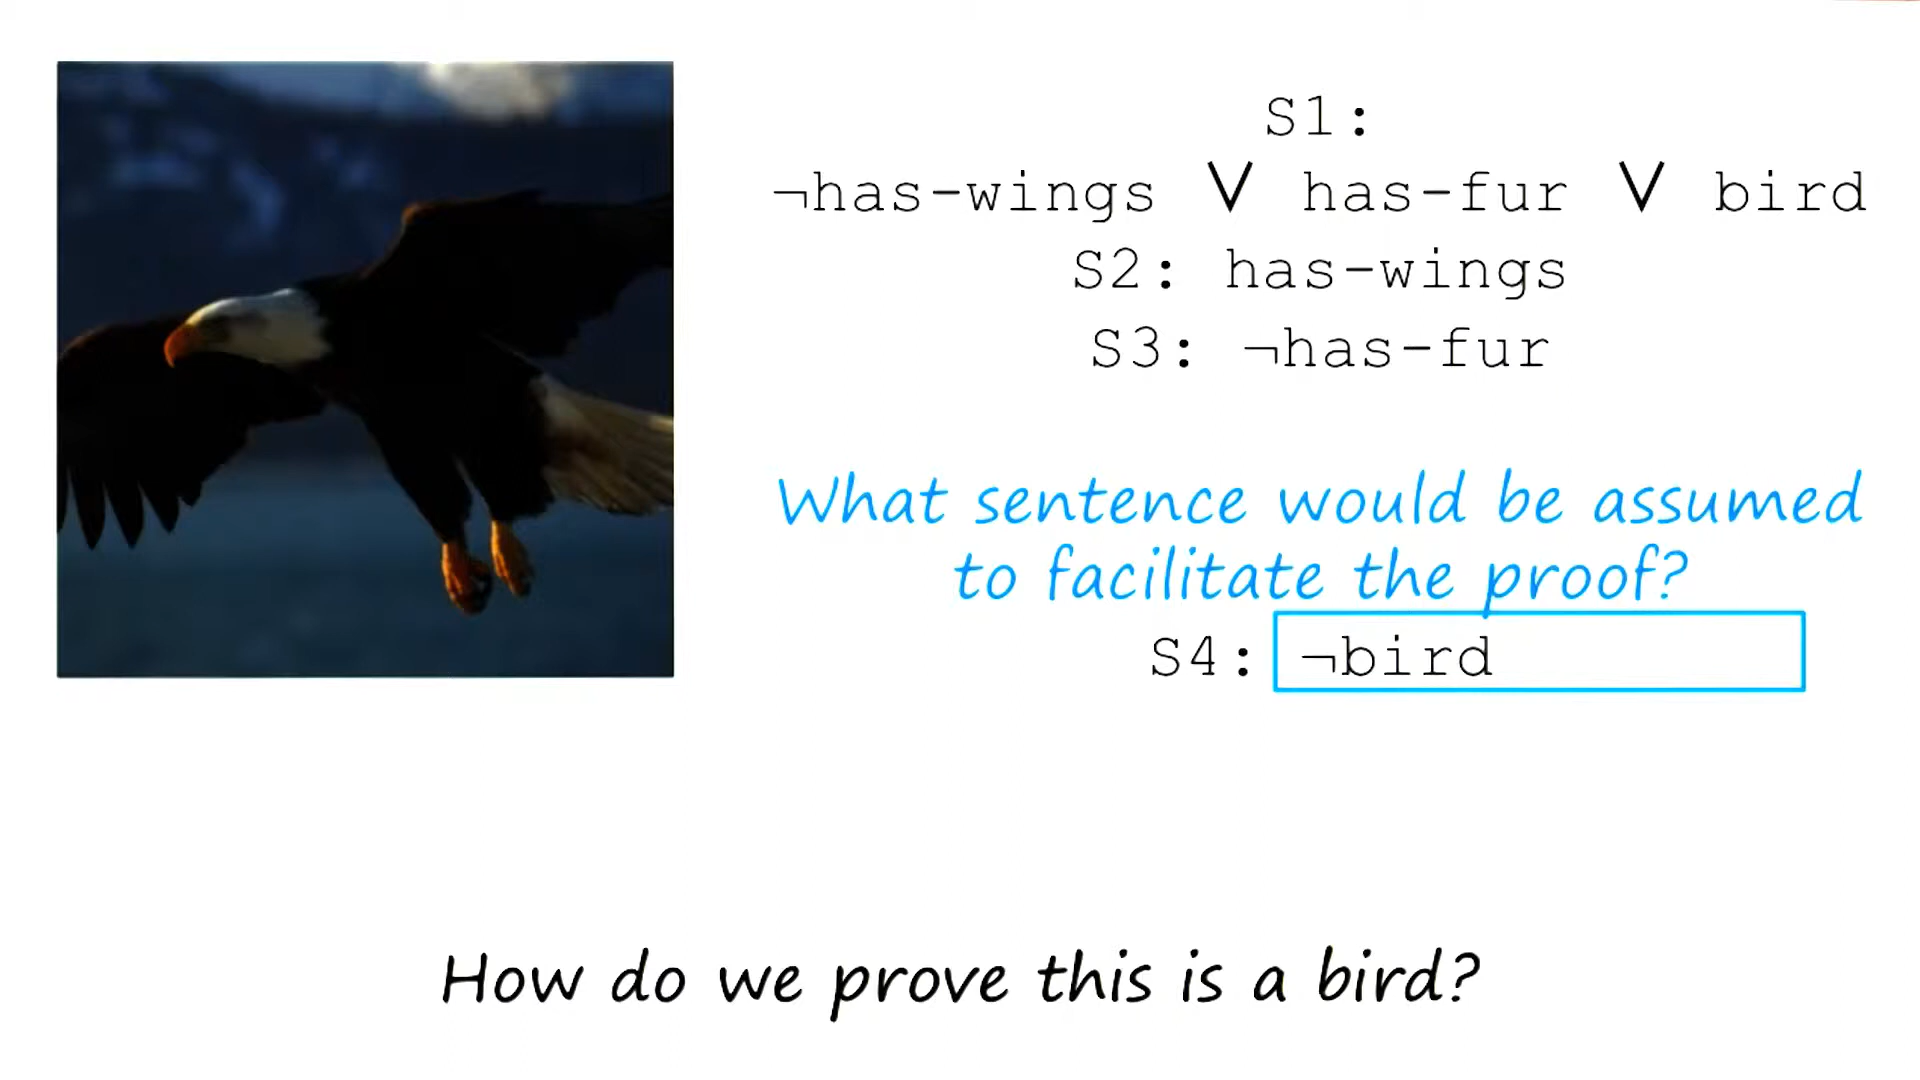 S1:
¬has-wings ∨ has-fur ∨ bird
S2: has-wings
S3: ¬has-fur
What sentence would be assumed
to facilitate the proof?
S4: ¬bird
How do we prove this is a bird?